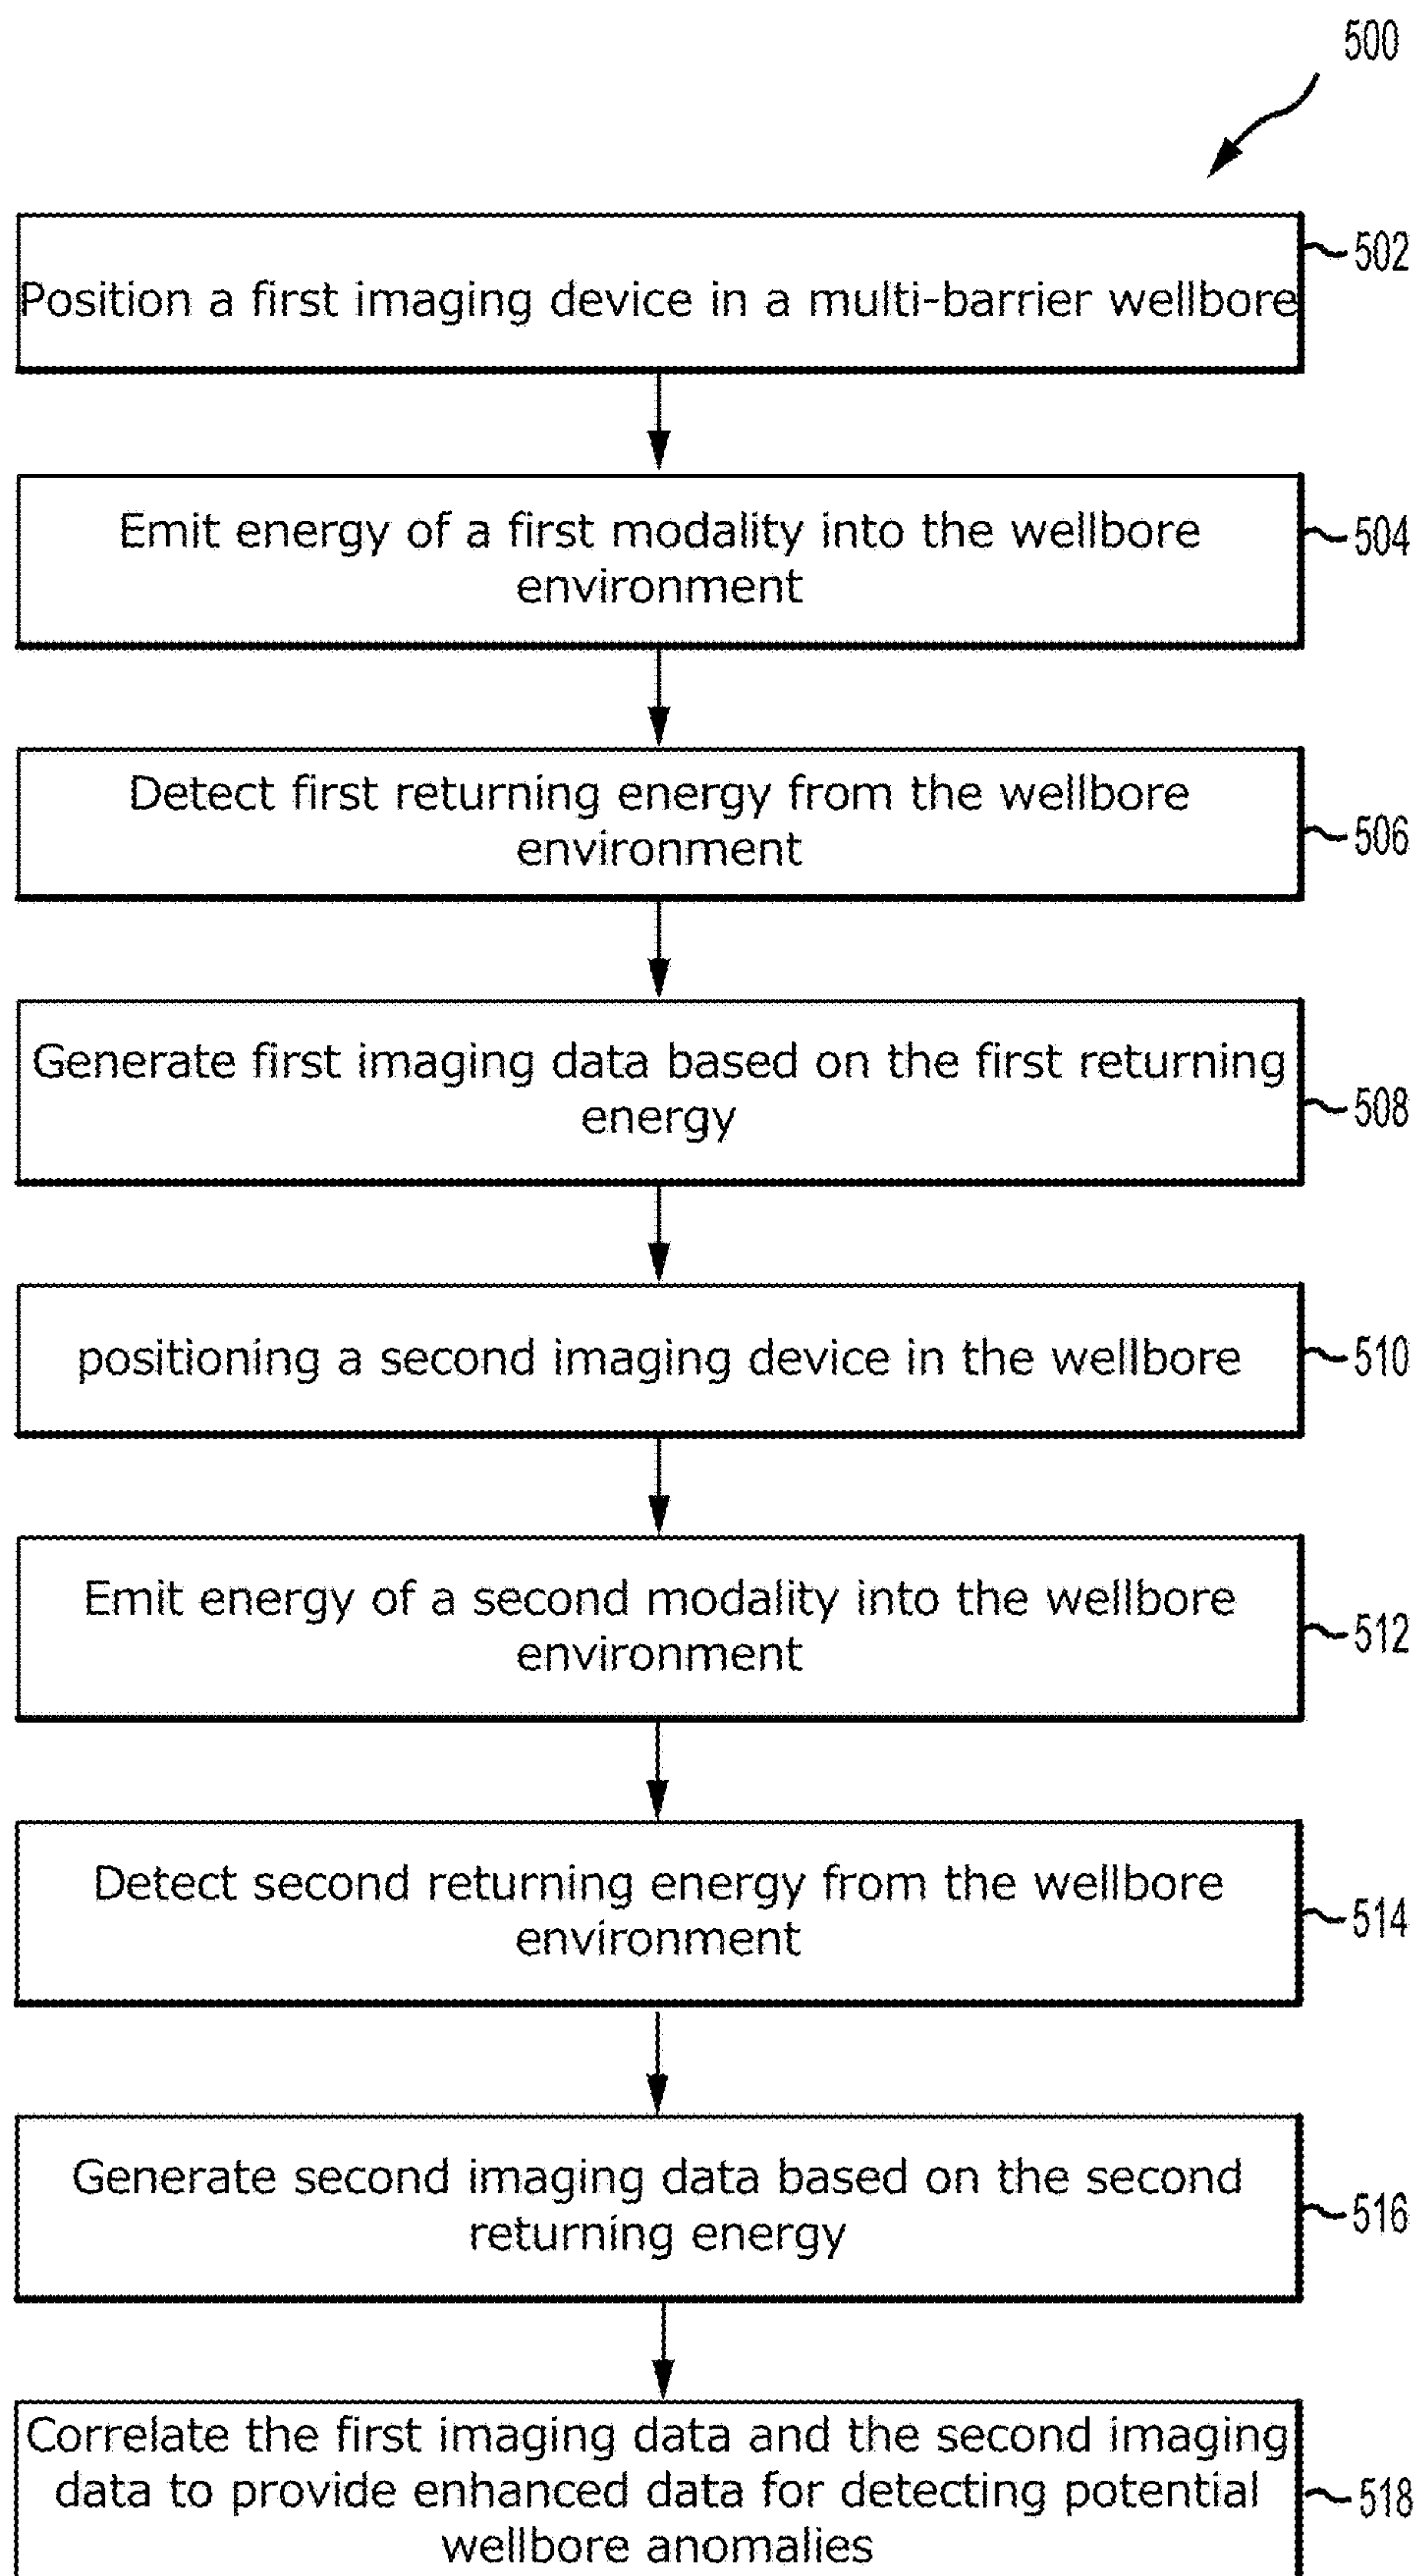 500
Position a first imaging device in a multi-barrier wellbore
502
Emit energy of a first modality into the wellbore
environment
504
Detect first returning energy from the wellbore
environment
506
Generate first imaging data based on the first returning
energy
508
positioning a second imaging device in the wellbore
510
Emit energy of a second modality into the wellbore
environment
512
Detect second returning energy from the wellbore
environment
514
Generate second imaging data based on the second
returning energy
516
Correlate the first imaging data and the second imaging
data to provide enhanced data for detecting potential
wellbore anomalies
518